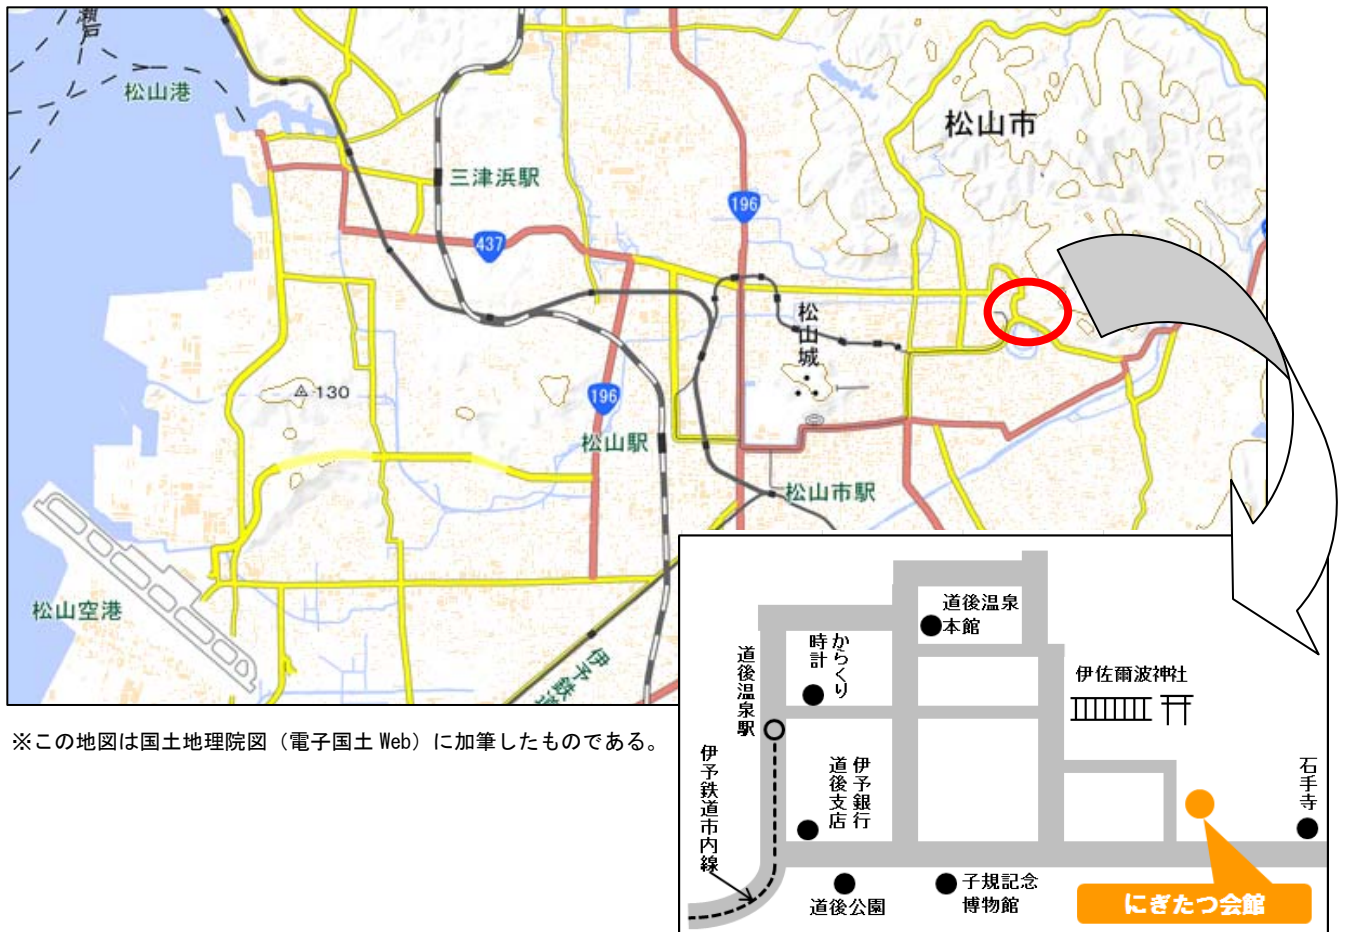 瀬戸
松山港
松山市
三津浜駅
196
437
松山城
130
196
松山駅
松山市駅
松山空港
伊予鉄道
※この地図は国土地理院図（電子国土 Web）に加筆したものである。
道後温泉
本館
からくり
時計
道後温泉駅
伊佐爾波神社
伊予鉄道市内線
伊予銀行
道後支店
石手寺
道後公園
子規記念
博物館
にぎたつ会館